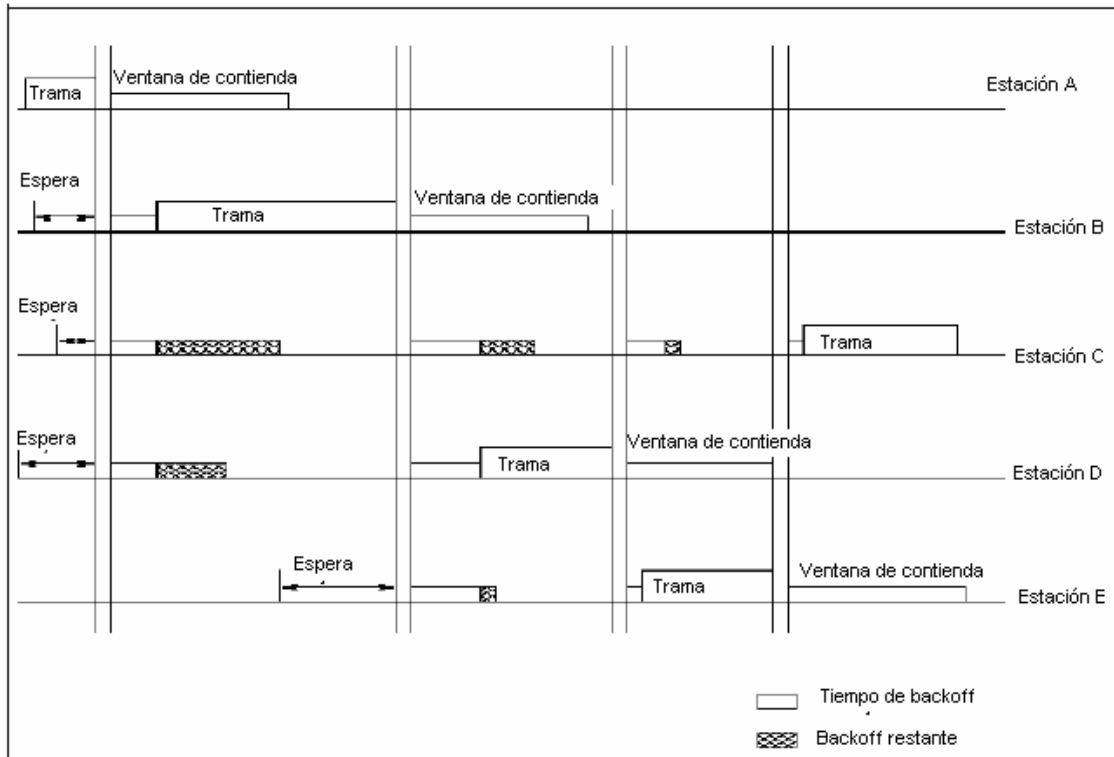 Ventana de contienda
Trama
Estación A
Espera
Ventana de contienda
Trama
Estación B
Espera
Trama
Estación C
Espera
Ventana de contienda
Trama
Estación D
Espera
Trama
Ventana de contienda
Estación E
Tiempo de backoff
Backoff restante